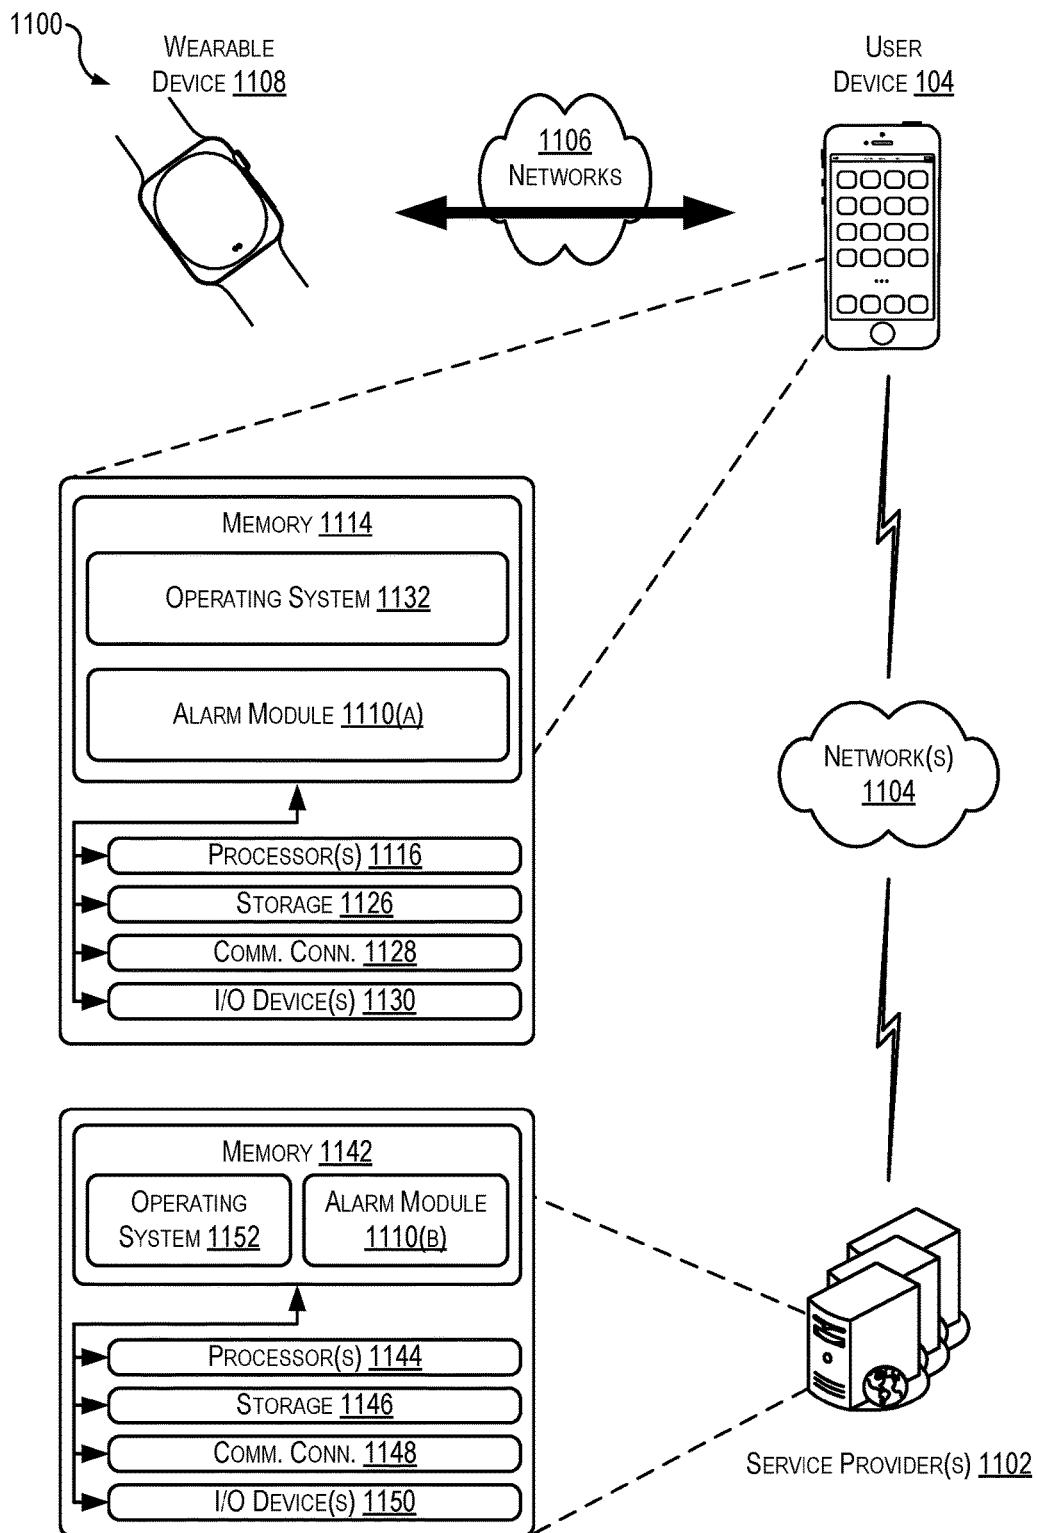 1100
WEARABLE
DEVICE 1108
1106
NETWORKS
USER
DEVICE 104
MEMORY 1114
OPERATING SYSTEM 1132
ALARM MODULE 1110(A)
PROCESSOR(S) 1116
STORAGE 1126
COMM. CONN. 1128
I/O DEVICE(S) 1130
NETWORK(S)
1104
MEMORY 1142
OPERATING
SYSTEM 1152
ALARM MODULE
1110(B)
PROCESSOR(S) 1144
STORAGE 1146
COMM. CONN. 1148
I/O DEVICE(S) 1150
SERVICE PROVIDER(S) 1102